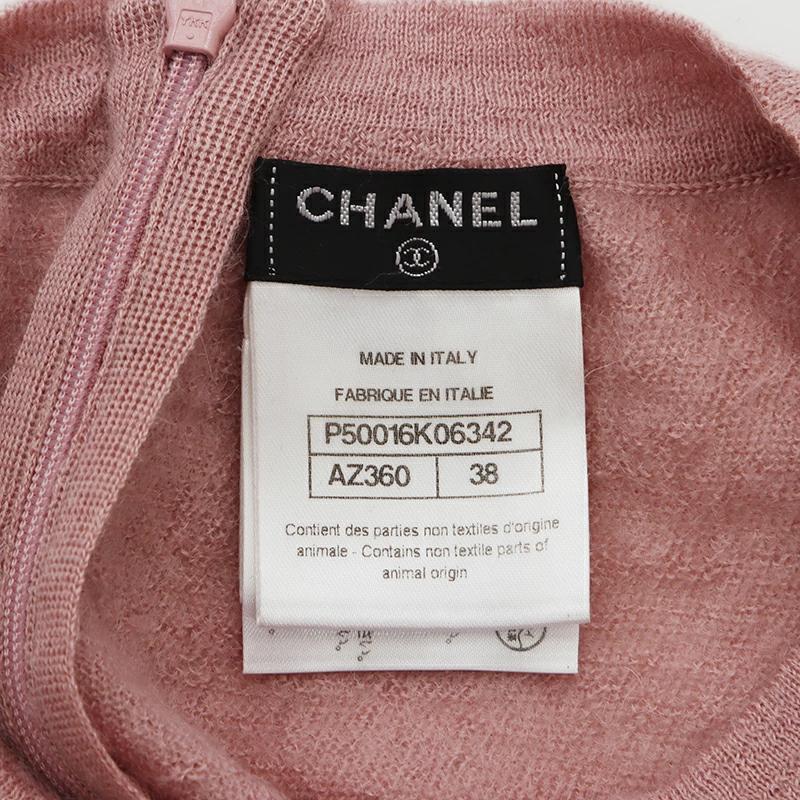 YKK
CHANEL
MADE IN ITALY
FABRIQUE EN ITALIE
P50016K06342
AZ360 38
Contient des parties non textiles d'origine
animale - Contains non textile parts of
animal origin